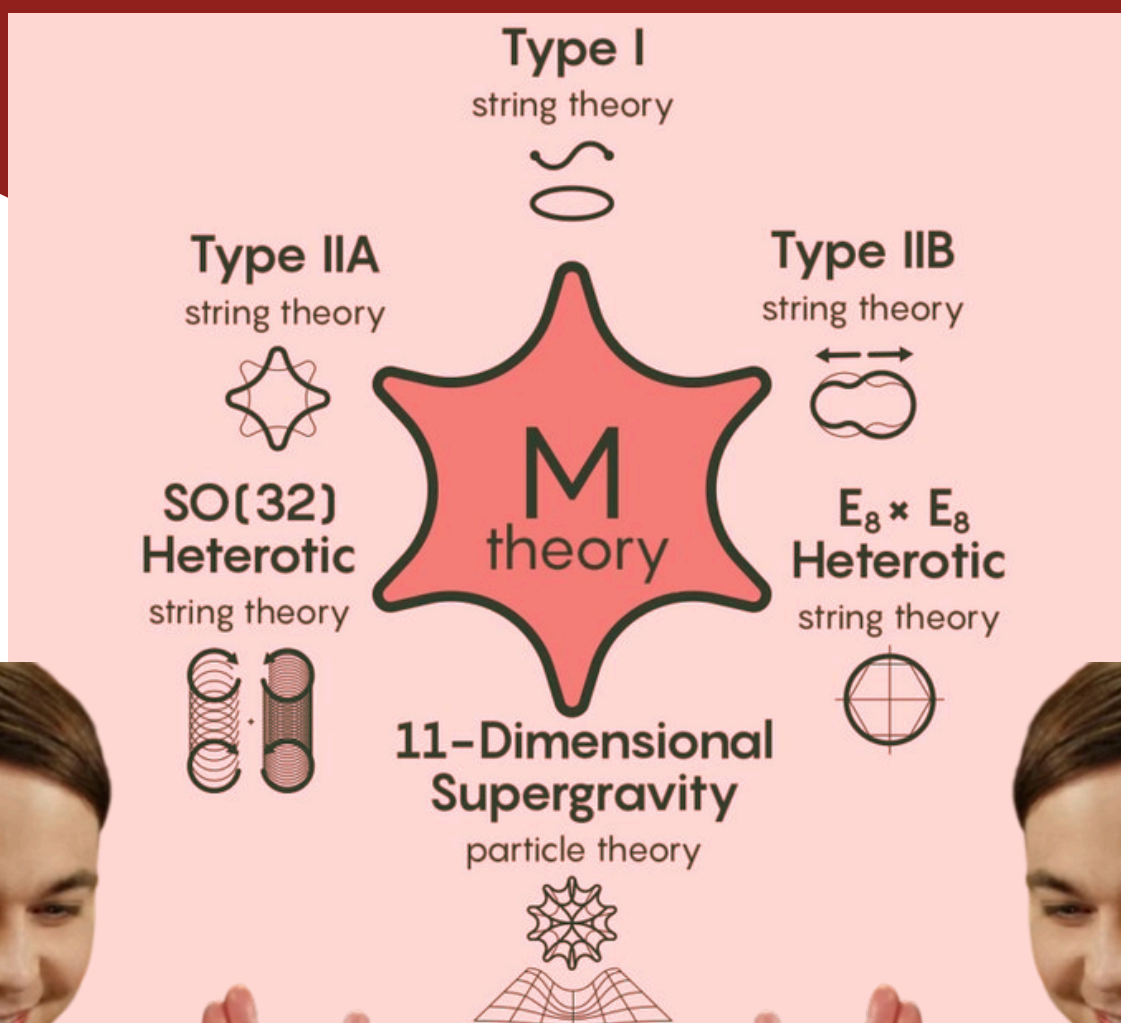 Type I
string theory
Type IIA
string theory
Type IIB
string theory
M
theory
SO(32)
Heterotic
string theory
E₈ × E₈
Heterotic
string theory
11-Dimensional
Supergravity
particle theory